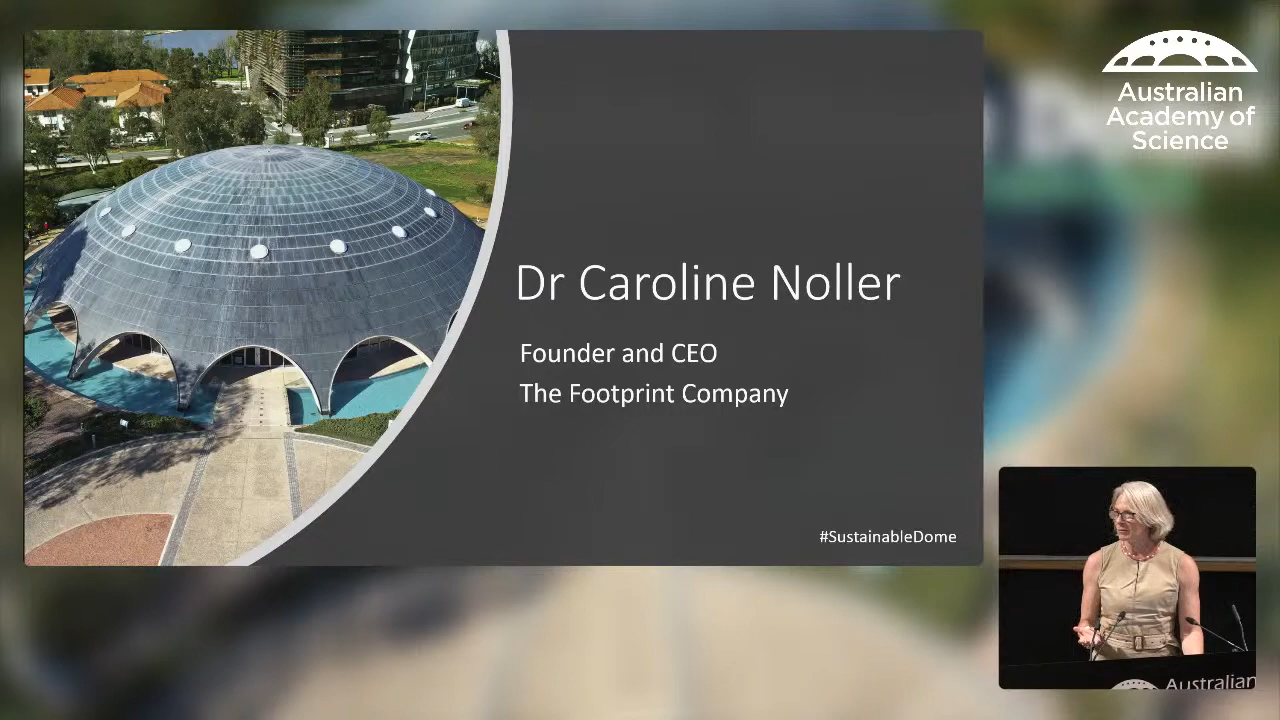 Australian
Academy of
Science
Dr Caroline Noller
Founder and CEO
The Footprint Company
#SustainableDome
Australian